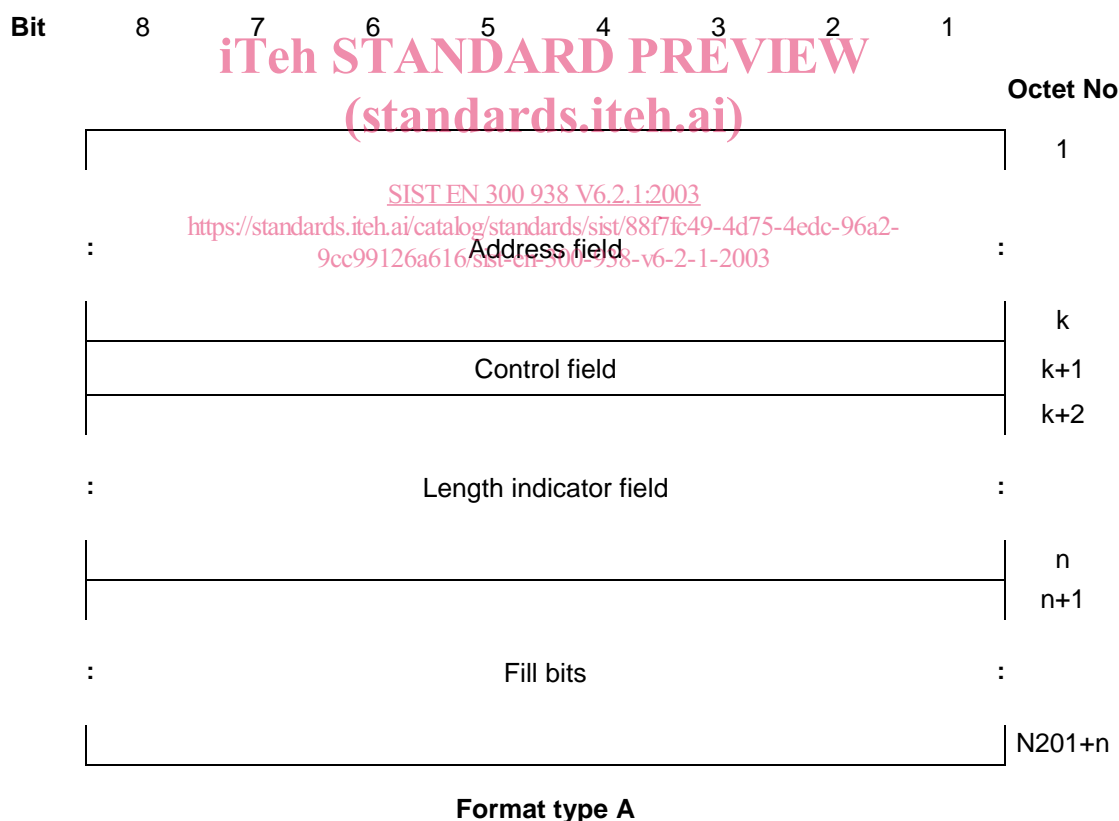 Bit 8 7 6 5 4 3 2 1
iTeh STANDARD PREVIEW
Octet No
(standards.iteh.ai)
1
SIST EN 300 938 V6.2.1:2003
https://standards.iteh.ai/catalog/standards/sist/88f7fc49-4d75-4edc-96a2-
: Address field :
9cc99126a616/sist-en-300-938-v6-2-1-2003
k
Control field k+1
k+2
: Length indicator field :
n
n+1
: Fill bits :
N201+n
Format type A